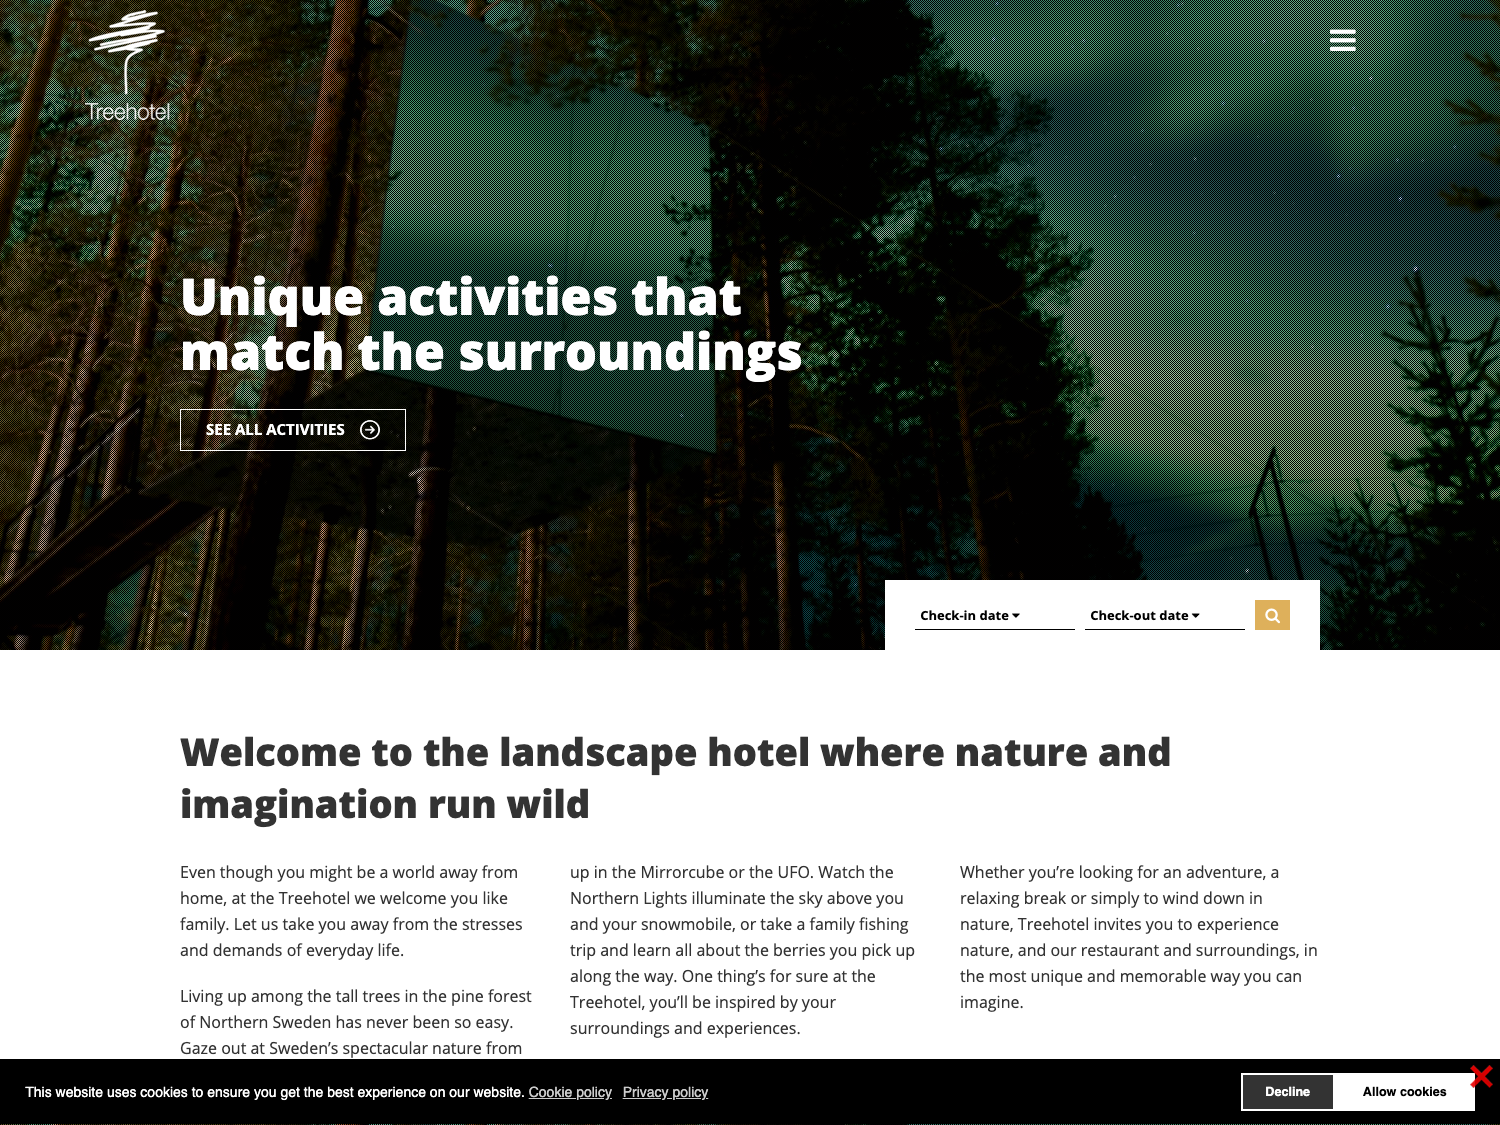 Treehotel
Unique activities that
match the surroundings
SEE ALL ACTIVITIES
Check-in date
Check-out date
Welcome to the landscape hotel where nature and
imagination run wild
Even though you might be a world away from
home, at the Treehotel we welcome you like
family. Let us take you away from the stresses
and demands of everyday life.
Living up among the tall trees in the pine forest
of Northern Sweden has never been so easy.
Gaze out at Sweden’s spectacular nature from
up in the Mirrorcube or the UFO. Watch the
Northern Lights illuminate the sky above you
and your snowmobile, or take a family fishing
trip and learn all about the berries you pick up
along the way. One thing’s for sure at the
Treehotel, you’ll be inspired by your
surroundings and experiences.
Whether you’re looking for an adventure, a
relaxing break or simply to wind down in
nature, Treehotel invites you to experience
nature, and our restaurant and surroundings, in
the most unique and memorable way you can
imagine.
This website uses cookies to ensure you get the best experience on our website. Cookie policy Privacy policy
Decline
Allow cookies